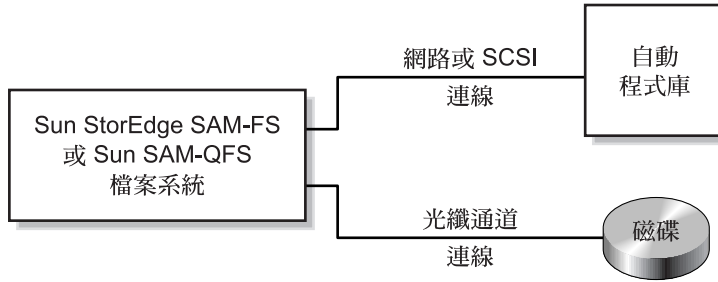 Sun StorEdge SAM-FS
或 Sun SAM-QFS
檔案系統
網路或 SCSI
連線
自動
程式庫
光纖通道
連線
磁碟